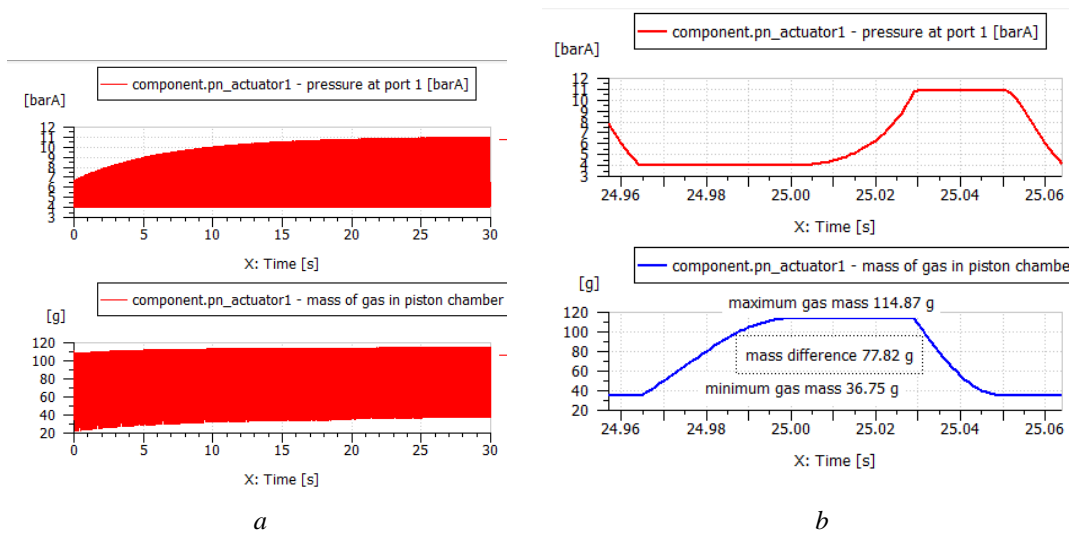 component.pn_actuator1 - pressure at port 1 [barA]
[barA]
12
11
10
9
8
7
6
5
4
3
0 5 10 15 20 25 30
X: Time [s]
component.pn_actuator1 - mass of gas in piston chamber
[g]
120
100
80
60
40
20
0 5 10 15 20 25 30
X: Time [s]
a
component.pn_actuator1 - pressure at port 1 [barA]
[barA]
12
11
10
9
8
7
6
5
4
3
24.96 24.98 25.00 25.02 25.04 25.06
X: Time [s]
component.pn_actuator1 - mass of gas in piston cha
[g]
maximum gas mass 114.87 g
mass difference 77.82 g
minimum gas mass 36.75 g
120
100
80
60
40
20
24.96 24.98 25.00 25.02 25.04 25.06
X: Time [s]
b